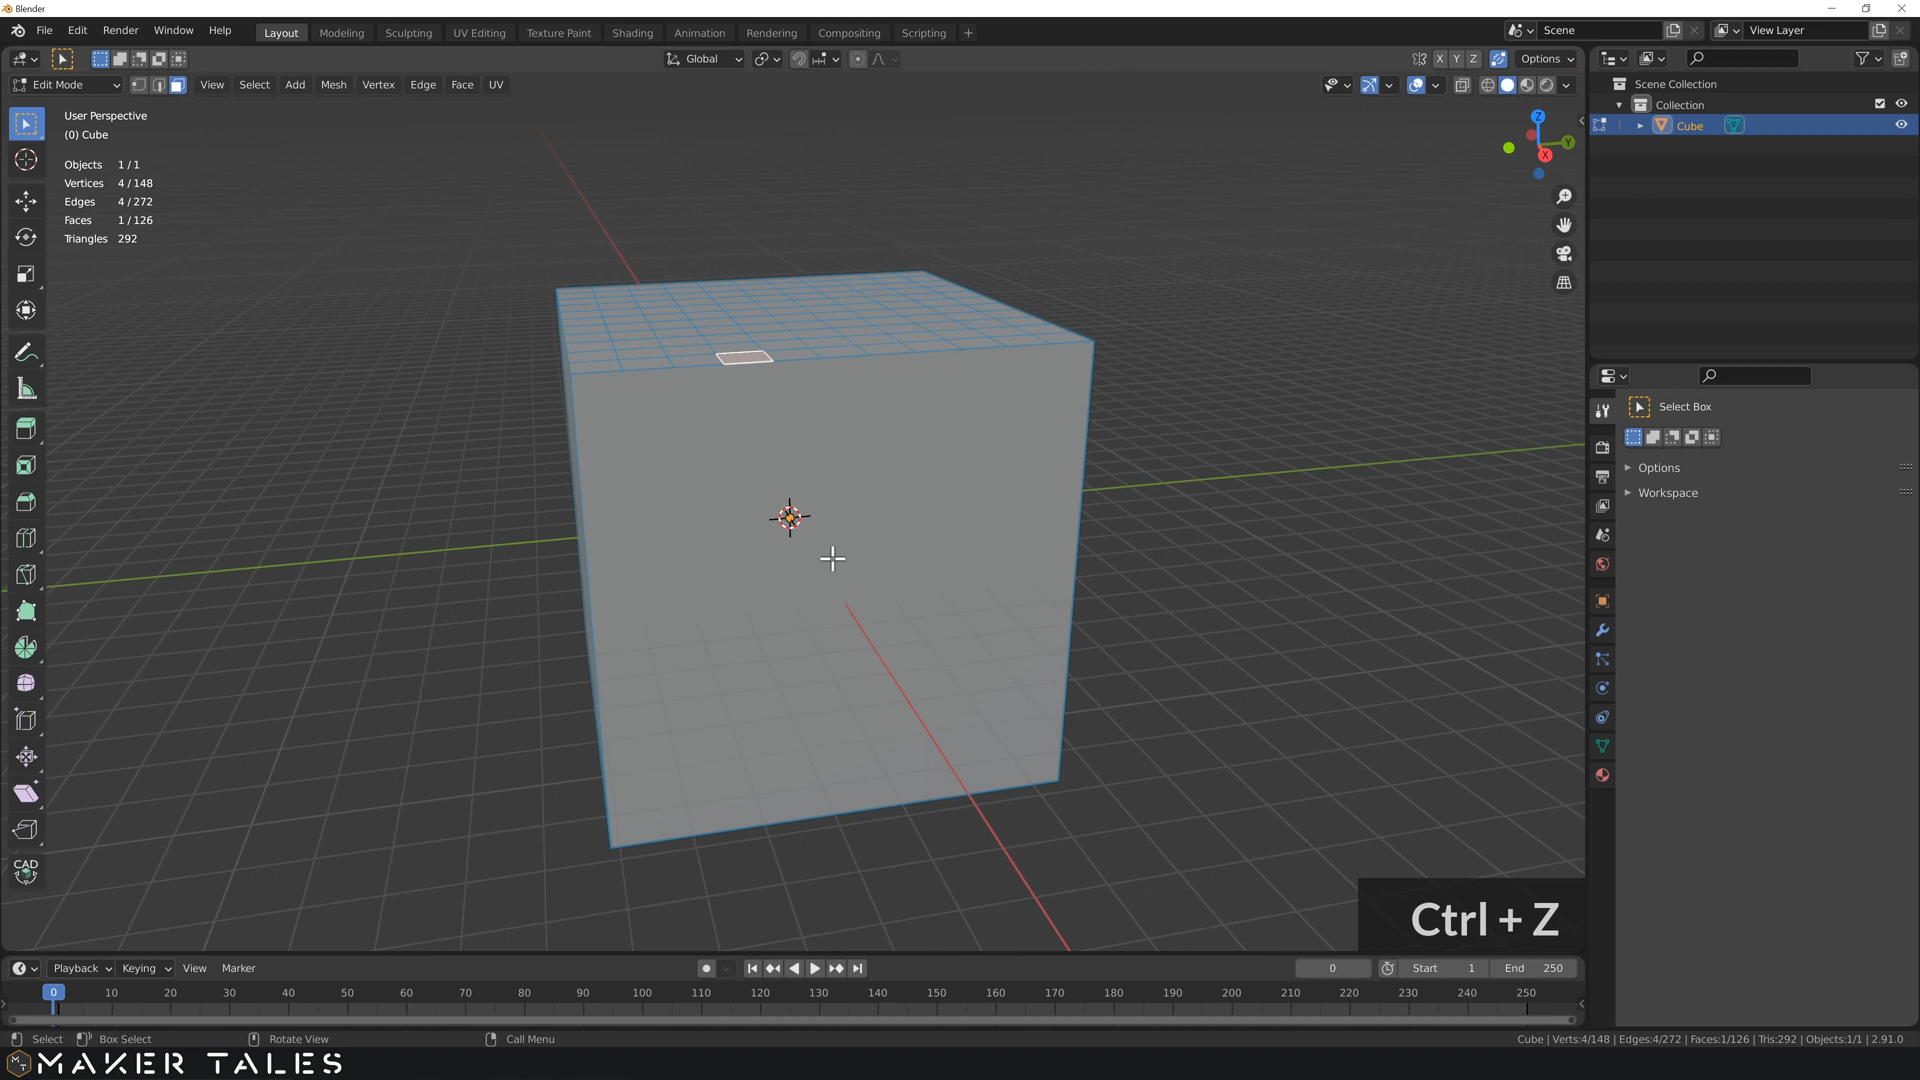 Blender
File Edit Render Window Help
Layout Modeling Sculpting UV Editing Texture Paint Shading Animation Rendering Compositing Scripting +
Scene
View Layer
Global
X Y Z
Options
Edit Mode
View Select Add Mesh Vertex Edge Face UV
User Perspective
(0) Cube
Objects 1 / 1
Vertices 4 / 148
Edges 4 / 272
Faces 1 / 126
Triangles 292
Z
Y
X
CAD
Scene Collection
Collection
Cube
Select Box
Options
Workspace
Ctrl + Z
Playback Keying View Marker
0
Start 1
End 250
0 10 20 30 40 50 60 70 80 90 100 110 120 130 140 150 160 170 180 190 200 210 220 230 240 250
Select Box Select Rotate View Call Menu
Cube | Verts:4/148 | Edges:4/272 | Faces:1/126 | Tris:292 | Objects:1/1 | 2.91.0
MAKER TALES